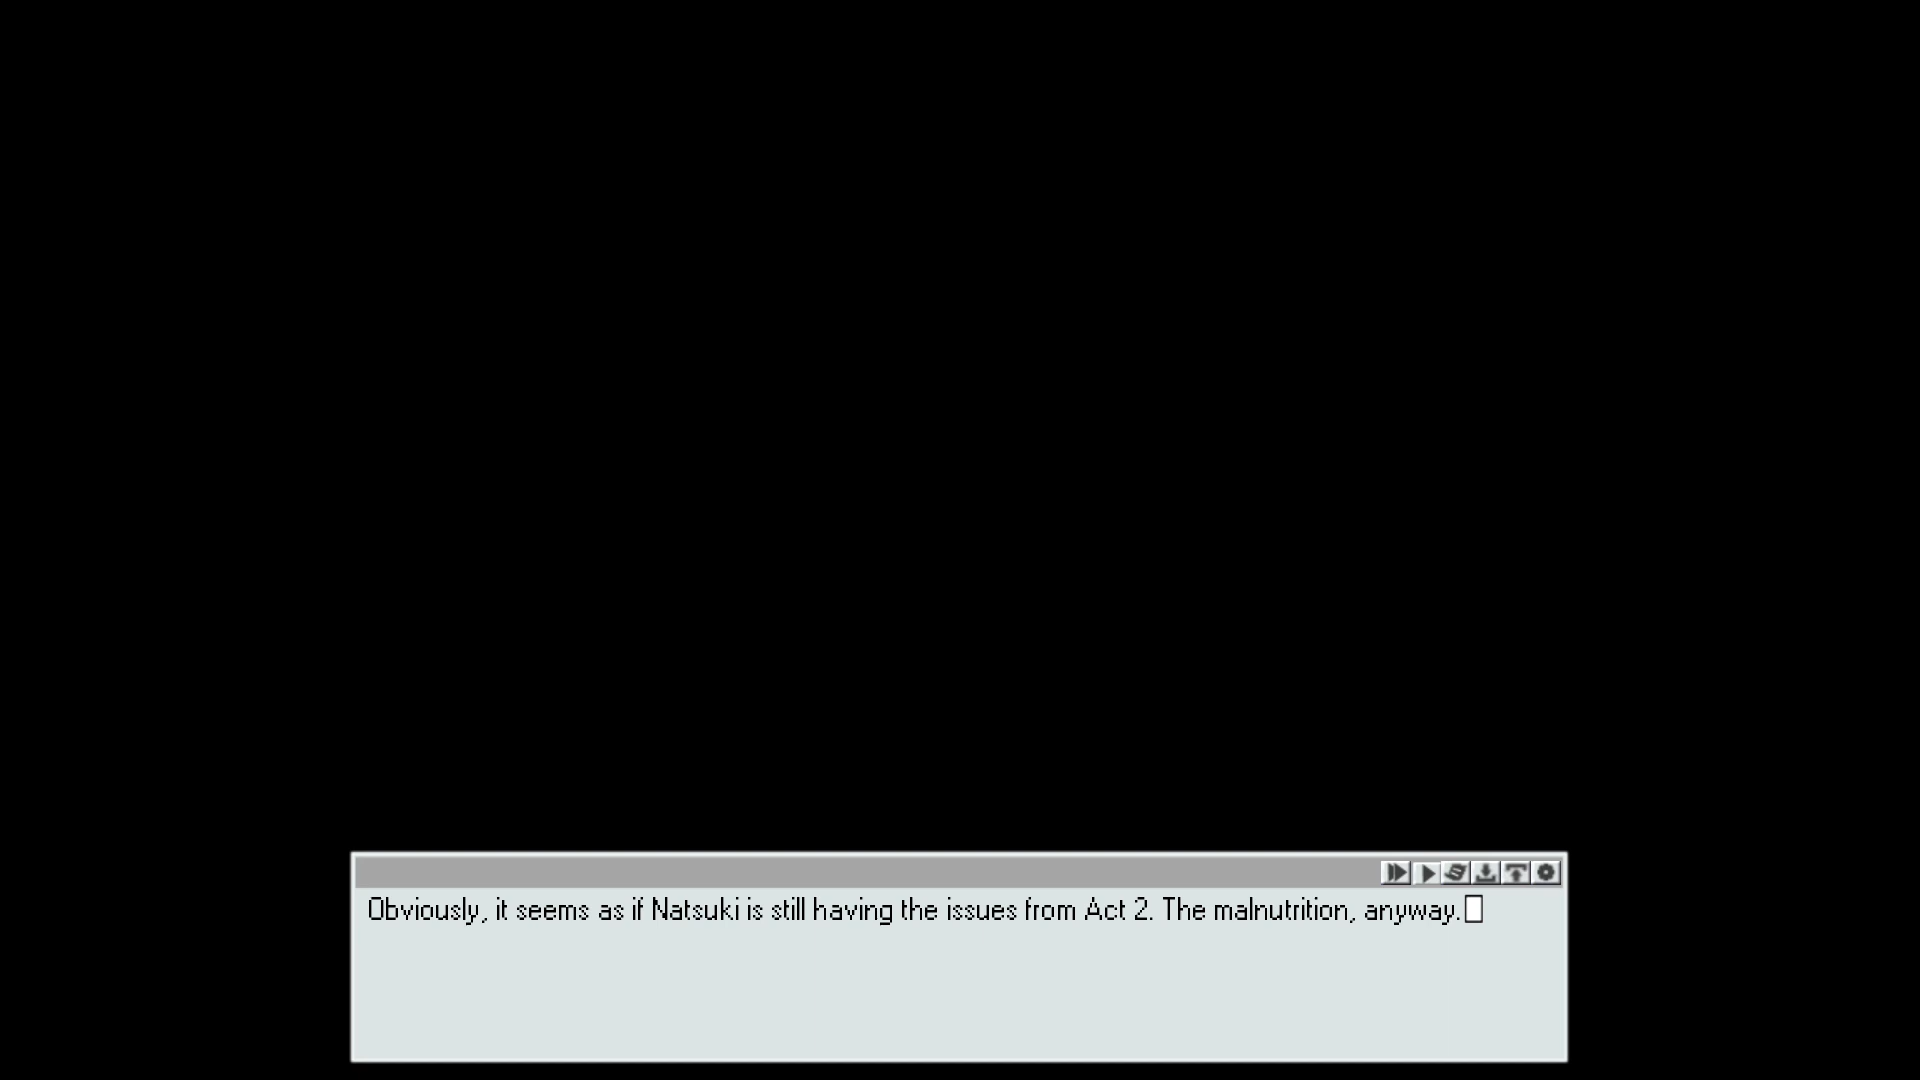 Obviously, it seems as if Natsuki is still having the issues from Act 2. The malnutrition, anyway.